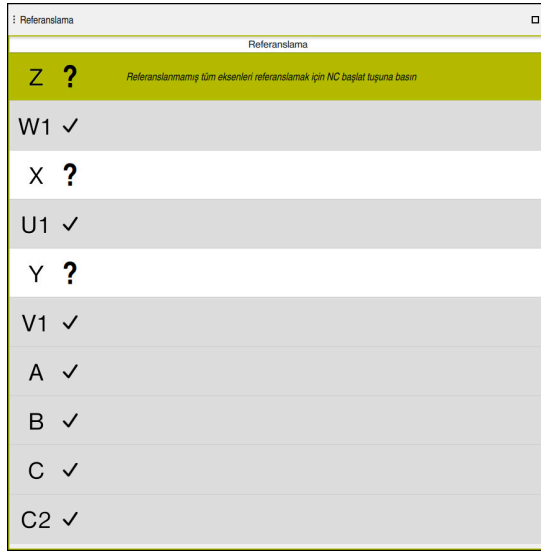 Referanslama
Referanslama
Z ? Referanslanmamış tüm eksenleri referanslamak için NC başlat tuşuna basın
W1 ✓
X ?
U1 ✓
Y ?
V1 ✓
A ✓
B ✓
C ✓
C2 ✓